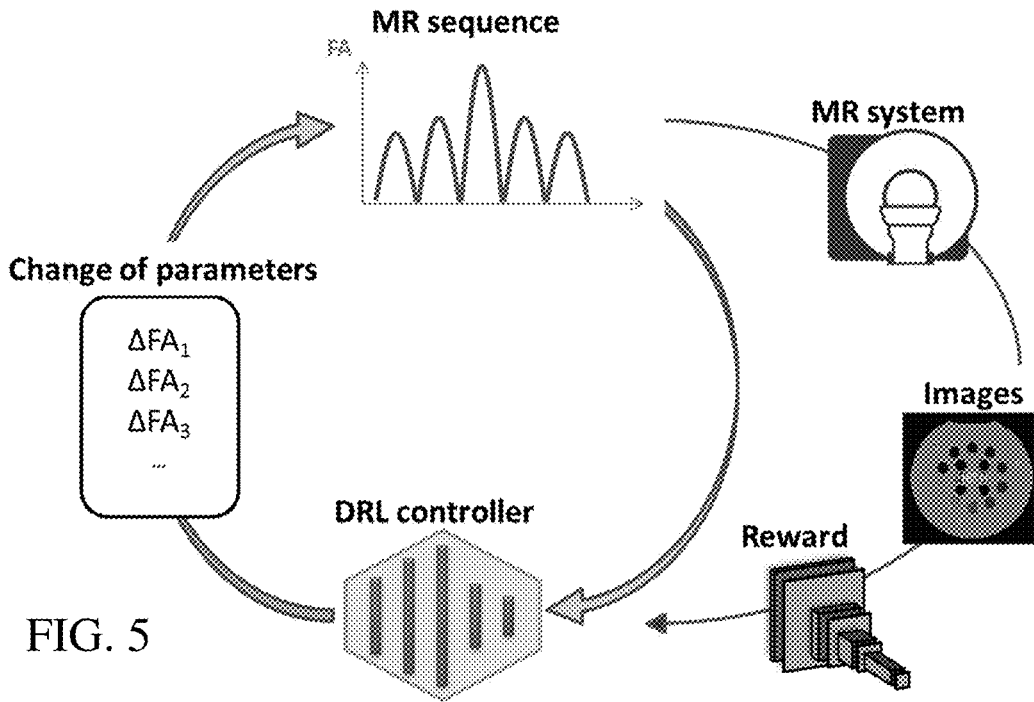 MR sequence
FA
MR system
Change of parameters
ΔFA₁
ΔFA₂
ΔFA₃
...
Images
DRL controller
Reward
FIG. 5